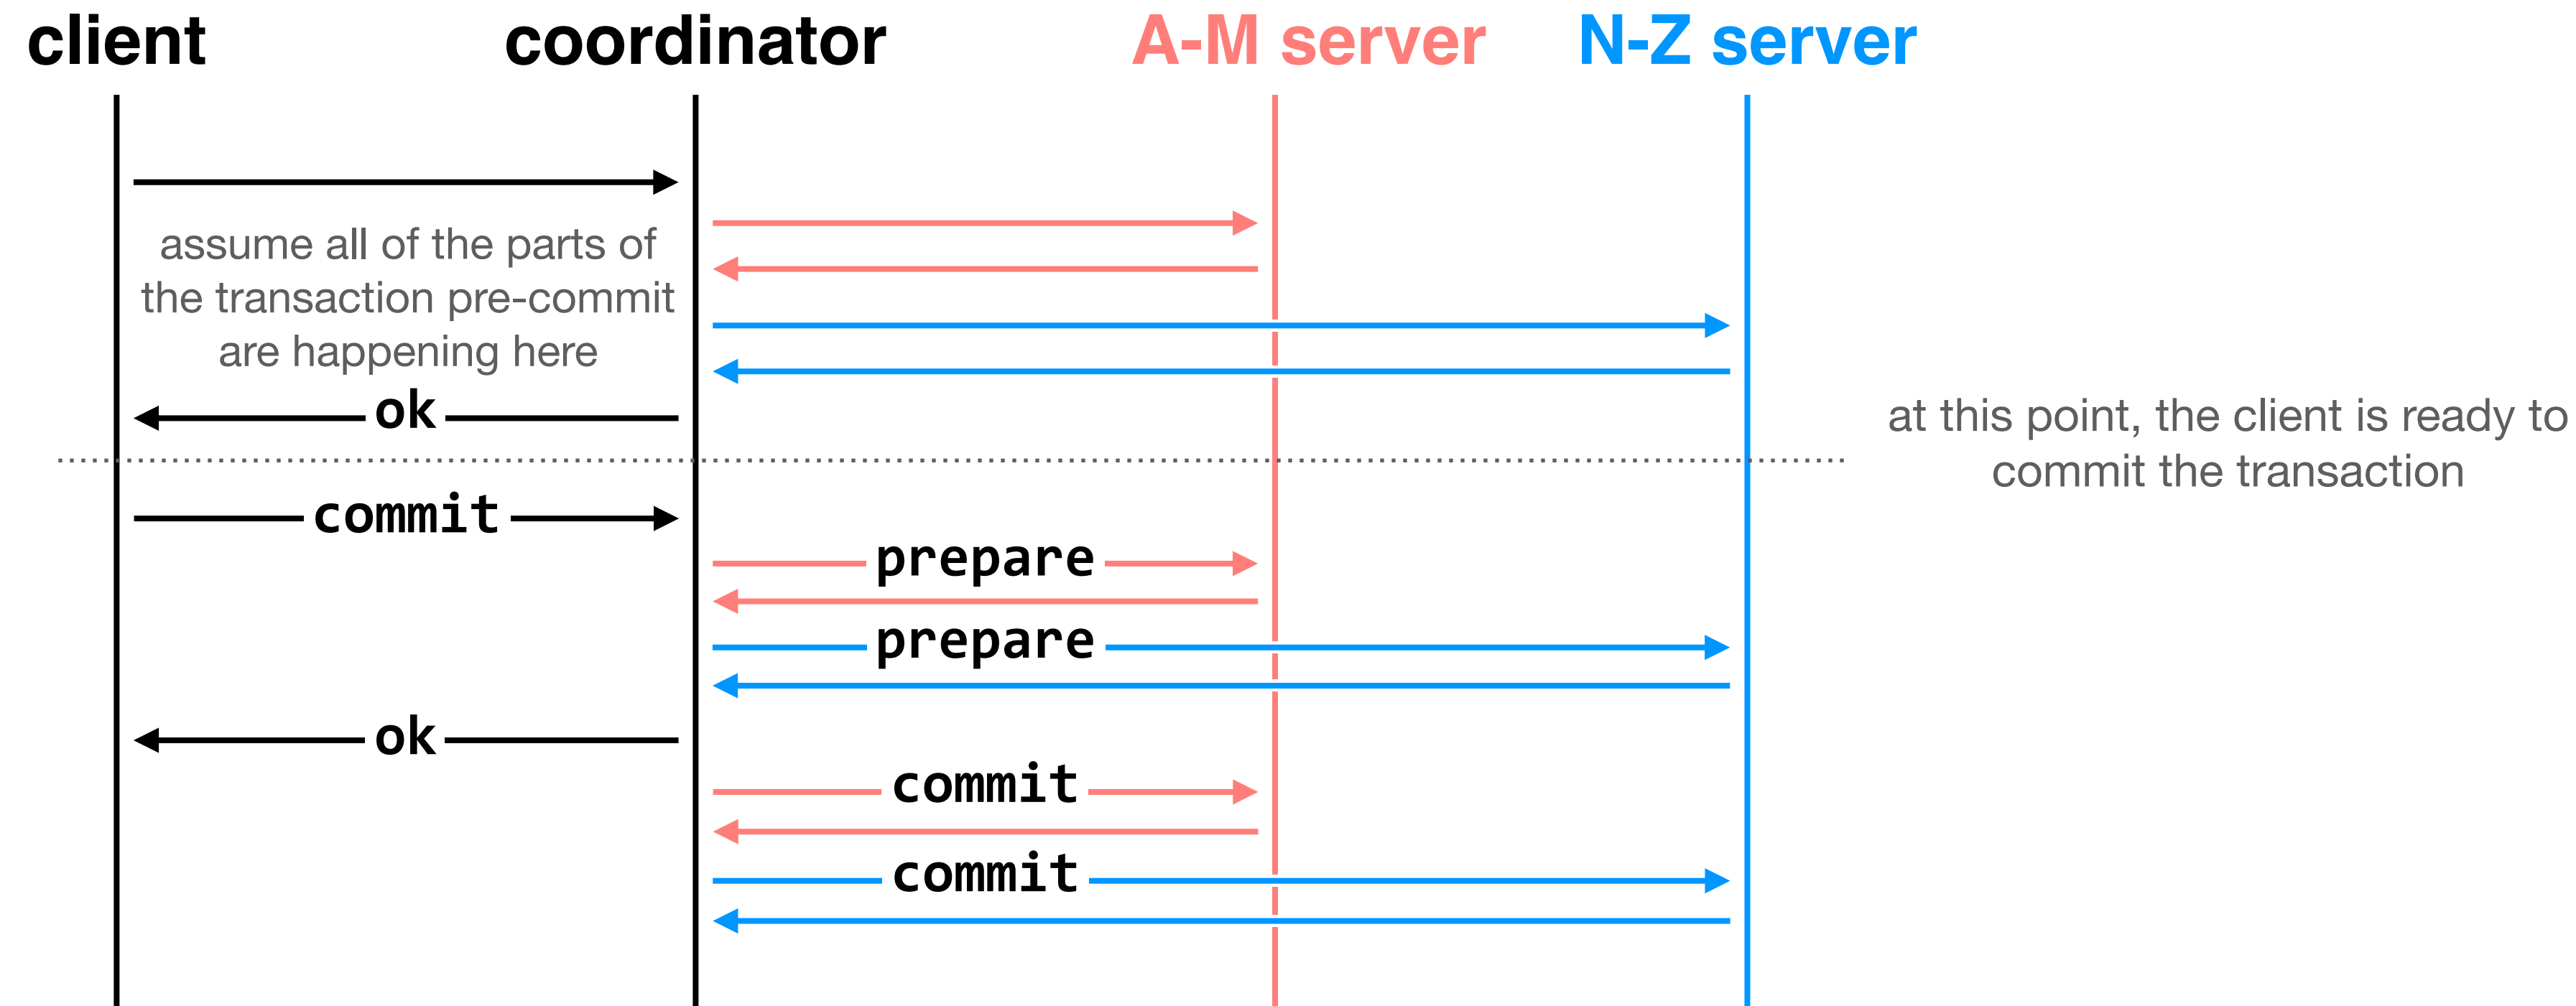 client
coordinator
A-M server
N-Z server
assume all of the parts of
the transaction pre-commit
are happening here
ok
at this point, the client is ready to
commit the transaction
commit
prepare
prepare
ok
commit
commit